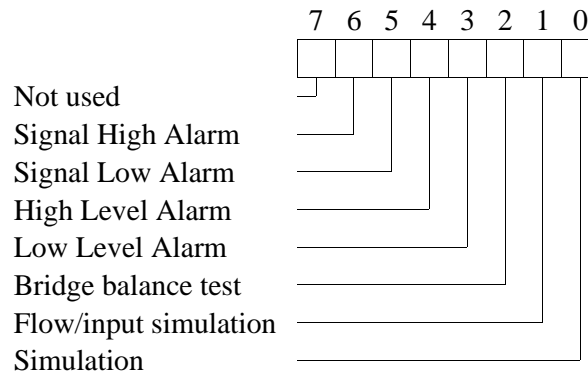 7 6 5 4 3 2 1 0
Not used
Signal High Alarm
Signal Low Alarm
High Level Alarm
Low Level Alarm
Bridge balance test
Flow/input simulation
Simulation